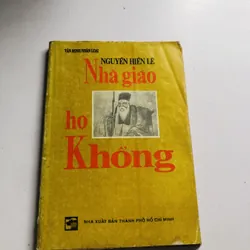 NGUYỄN HIẾN LÊ
Nhà giáo
họ
Khổng
NHÀ XUẤT BẢN THÀNH PHỐ HỒ CHÍ MINH